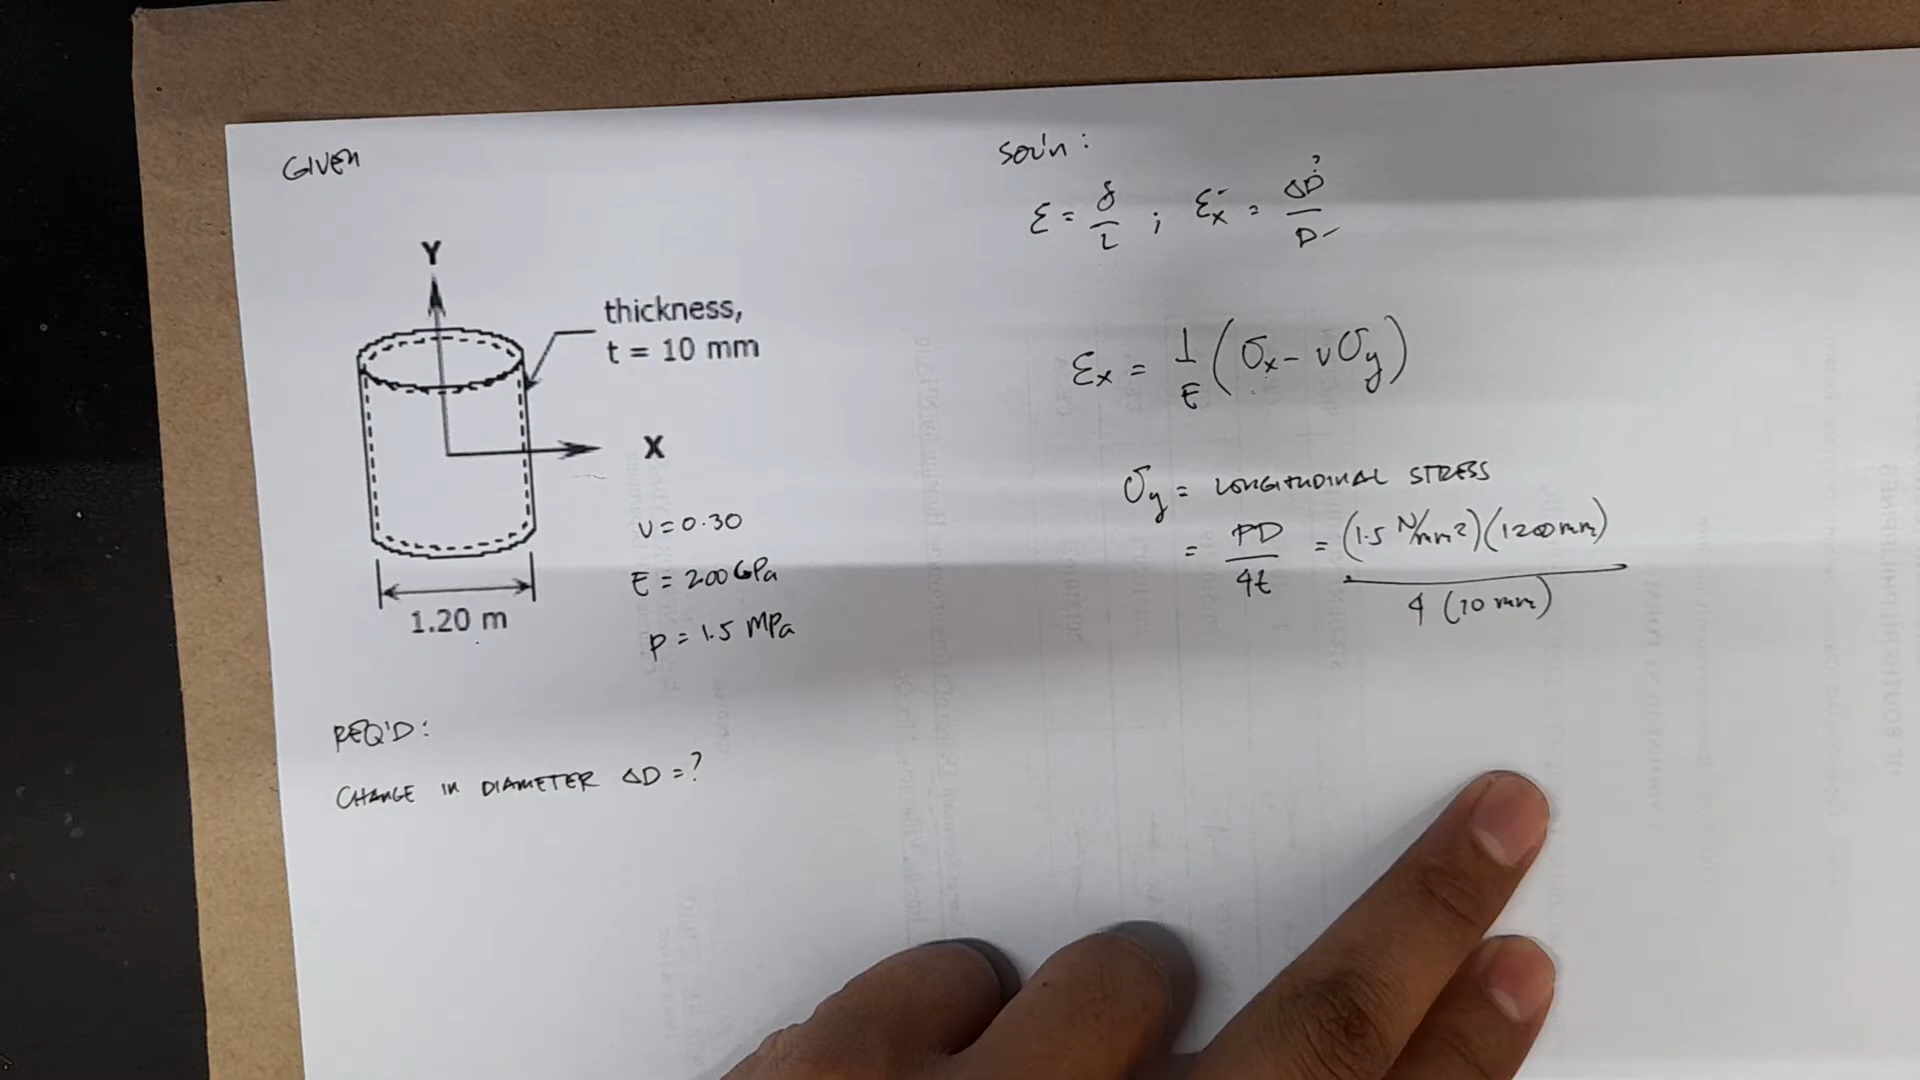 GIVEN
Y
thickness,
t = 10 mm
X
ν = 0.30
E = 200 GPa
1.20 m
P = 1.5 MPa
REQ'D:
CHANGE IN DIAMETER ΔD = ?
SOL'N :
ε = δ/L ; εx = ΔD/D
εx = 1/E (σx - νσy)
σy = LONGITUDINAL STRESS
= PD/4t = (1.5 N/mm²)(1200 mm)/4 (10 mm)